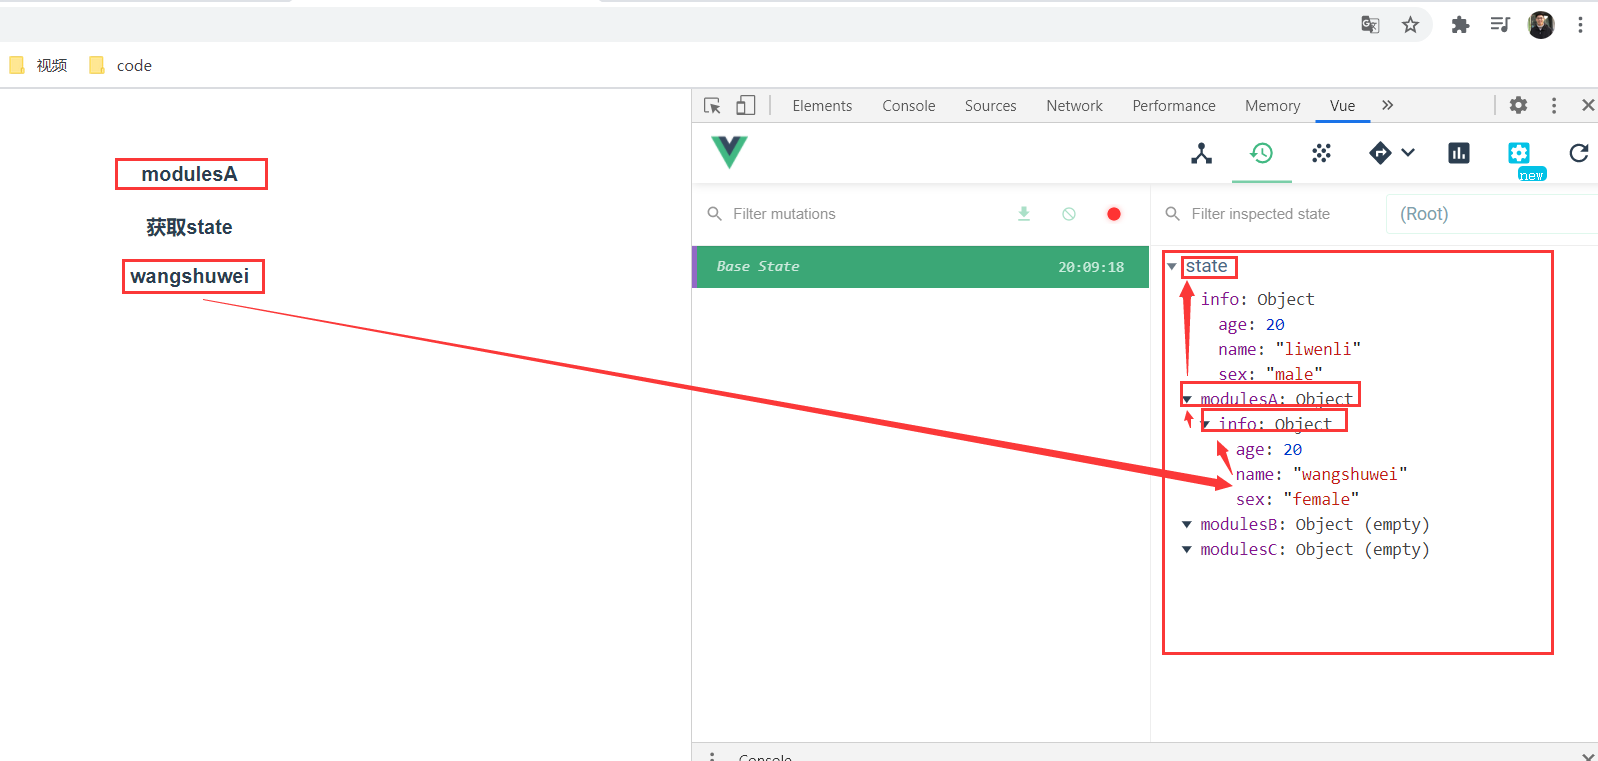 视频 code
Elements Console Sources Network Performance Memory Vue
new
modulesA
获取state
wangshuwei
Filter mutations
Base State 20:09:18
Filter inspected state (Root)
state
info: Object
age: 20
name: "liwenli"
sex: "male"
modulesA: Object
info: Object
age: 20
name: "wangshuwei"
sex: "female"
modulesB: Object (empty)
modulesC: Object (empty)
Console